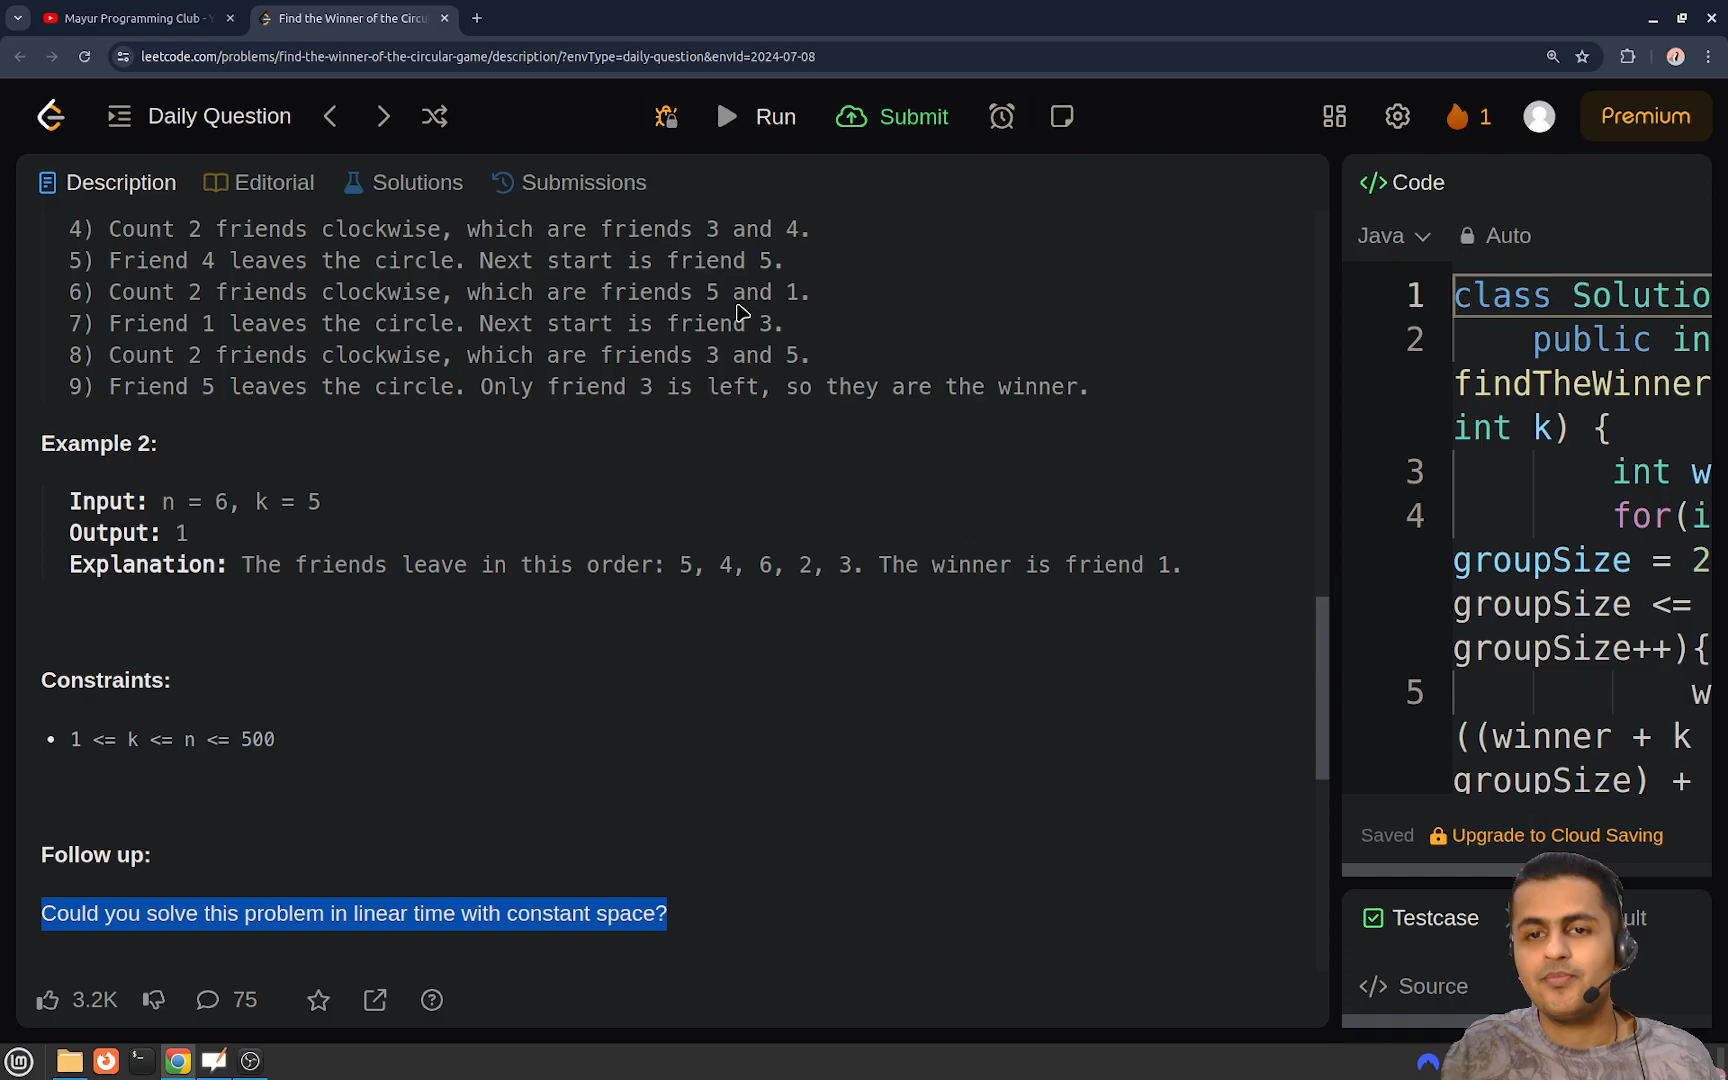 Mayur Programming Club -
Find the Winner of the Circu
leetcode.com/problems/find-the-winner-of-the-circular-game/description/?envType=daily-question&envId=2024-07-08
Daily Question
Run
Submit
1
Premium
Description
Editorial
Solutions
Submissions
4) Count 2 friends clockwise, which are friends 3 and 4.
5) Friend 4 leaves the circle. Next start is friend 5.
6) Count 2 friends clockwise, which are friends 5 and 1.
7) Friend 1 leaves the circle. Next start is friend 3.
8) Count 2 friends clockwise, which are friends 3 and 5.
9) Friend 5 leaves the circle. Only friend 3 is left, so they are the winner.
Example 2:
Input: n = 6, k = 5
Output: 1
Explanation: The friends leave in this order: 5, 4, 6, 2, 3. The winner is friend 1.
Constraints:
• 1 <= k <= n <= 500
Follow up:
Could you solve this problem in linear time with constant space?
3.2K
75
</> Code
Java
Auto
1 class Solutio
2 public in
findTheWinner
int k) {
3 int w
4 for(i
groupSize = 2
groupSize <=
groupSize++){
5 w
((winner + k
groupSize) +
Saved
Upgrade to Cloud Saving
Testcase
ult
</> Source